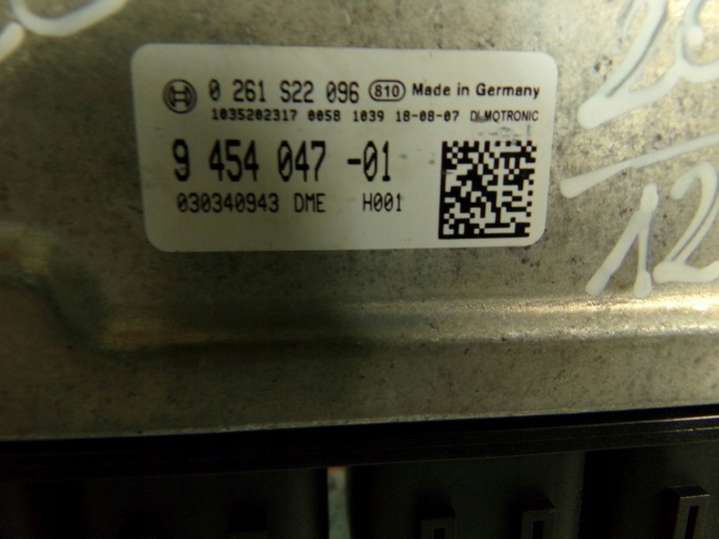 0 261 S22 096 810 Made in Germany
1035202317 0058 1039 18-08-07 DI.MOTRONIC
9 454 047 -01
030340943 DME H001
12